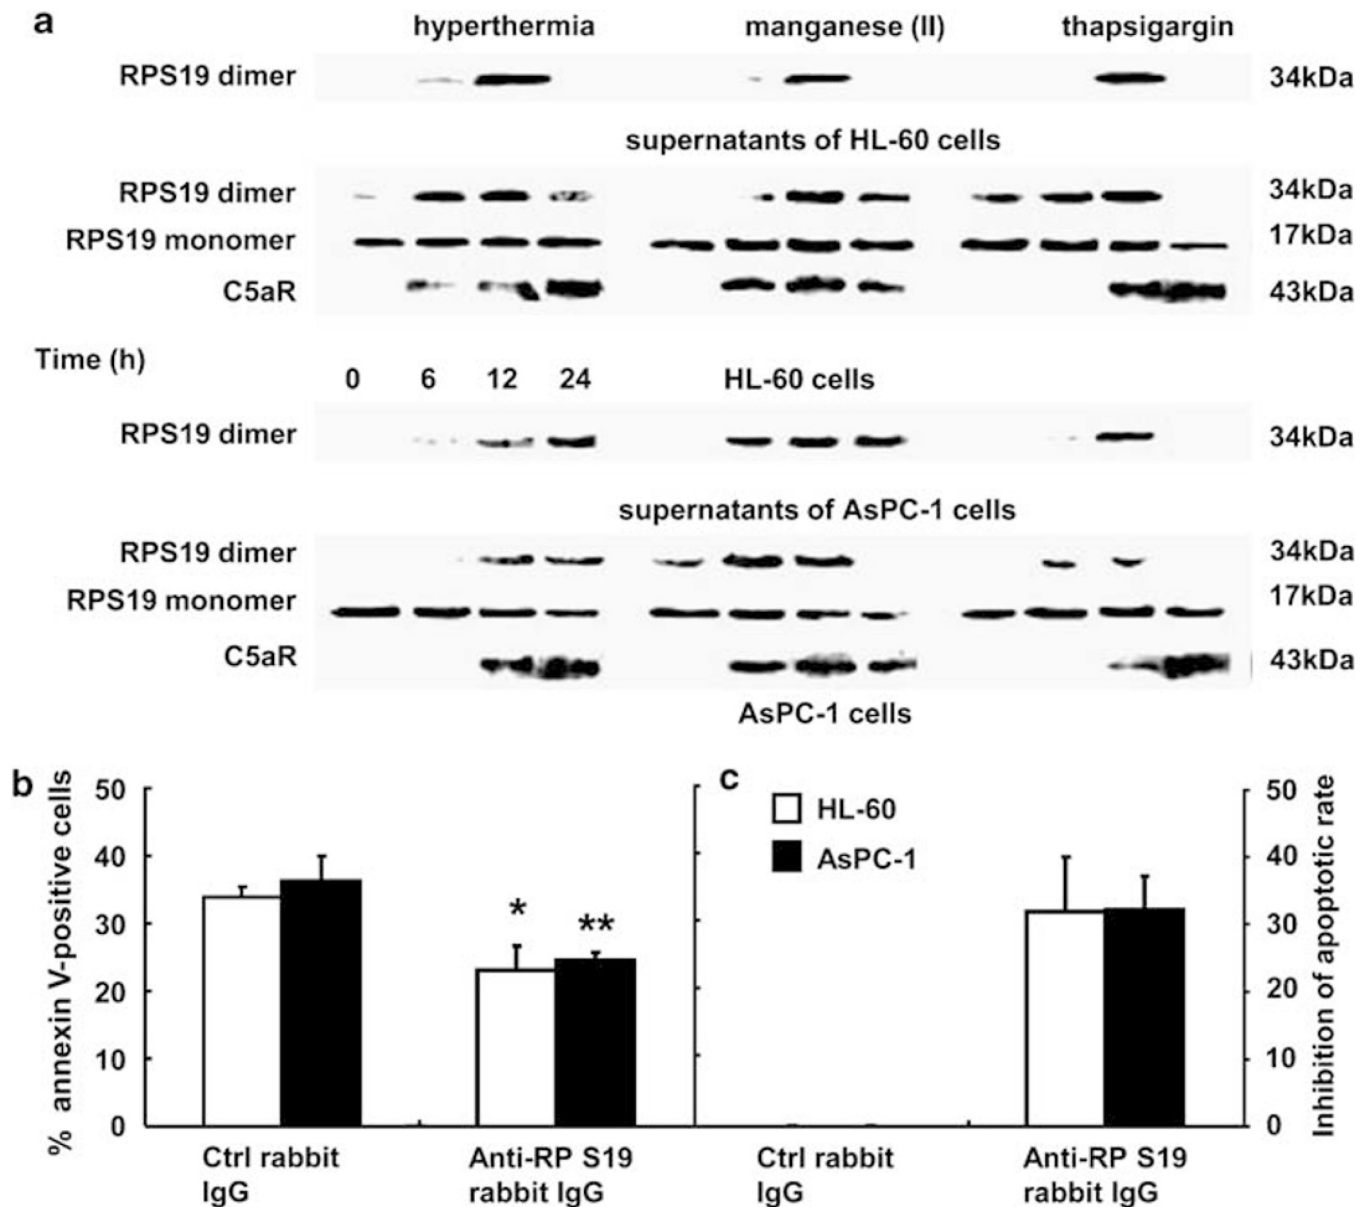 a
hyperthermia manganese (II) thapsigargin
RPS19 dimer 34kDa
supernatants of HL-60 cells
RPS19 dimer 34kDa
RPS19 monomer 17kDa
C5aR 43kDa
Time (h)
0 6 12 24 HL-60 cells
RPS19 dimer 34kDa
supernatants of AsPC-1 cells
RPS19 dimer 34kDa
RPS19 monomer 17kDa
C5aR 43kDa
AsPC-1 cells
b
% annexin V-positive cells
50
40
30
20
10
0
*
**
Ctrl rabbit
IgG
Anti-RP S19
rabbit IgG
c
HL-60
AsPC-1
50
40
30
20
10
0
Inhibition of apoptotic rate
Ctrl rabbit
IgG
Anti-RP S19
rabbit IgG